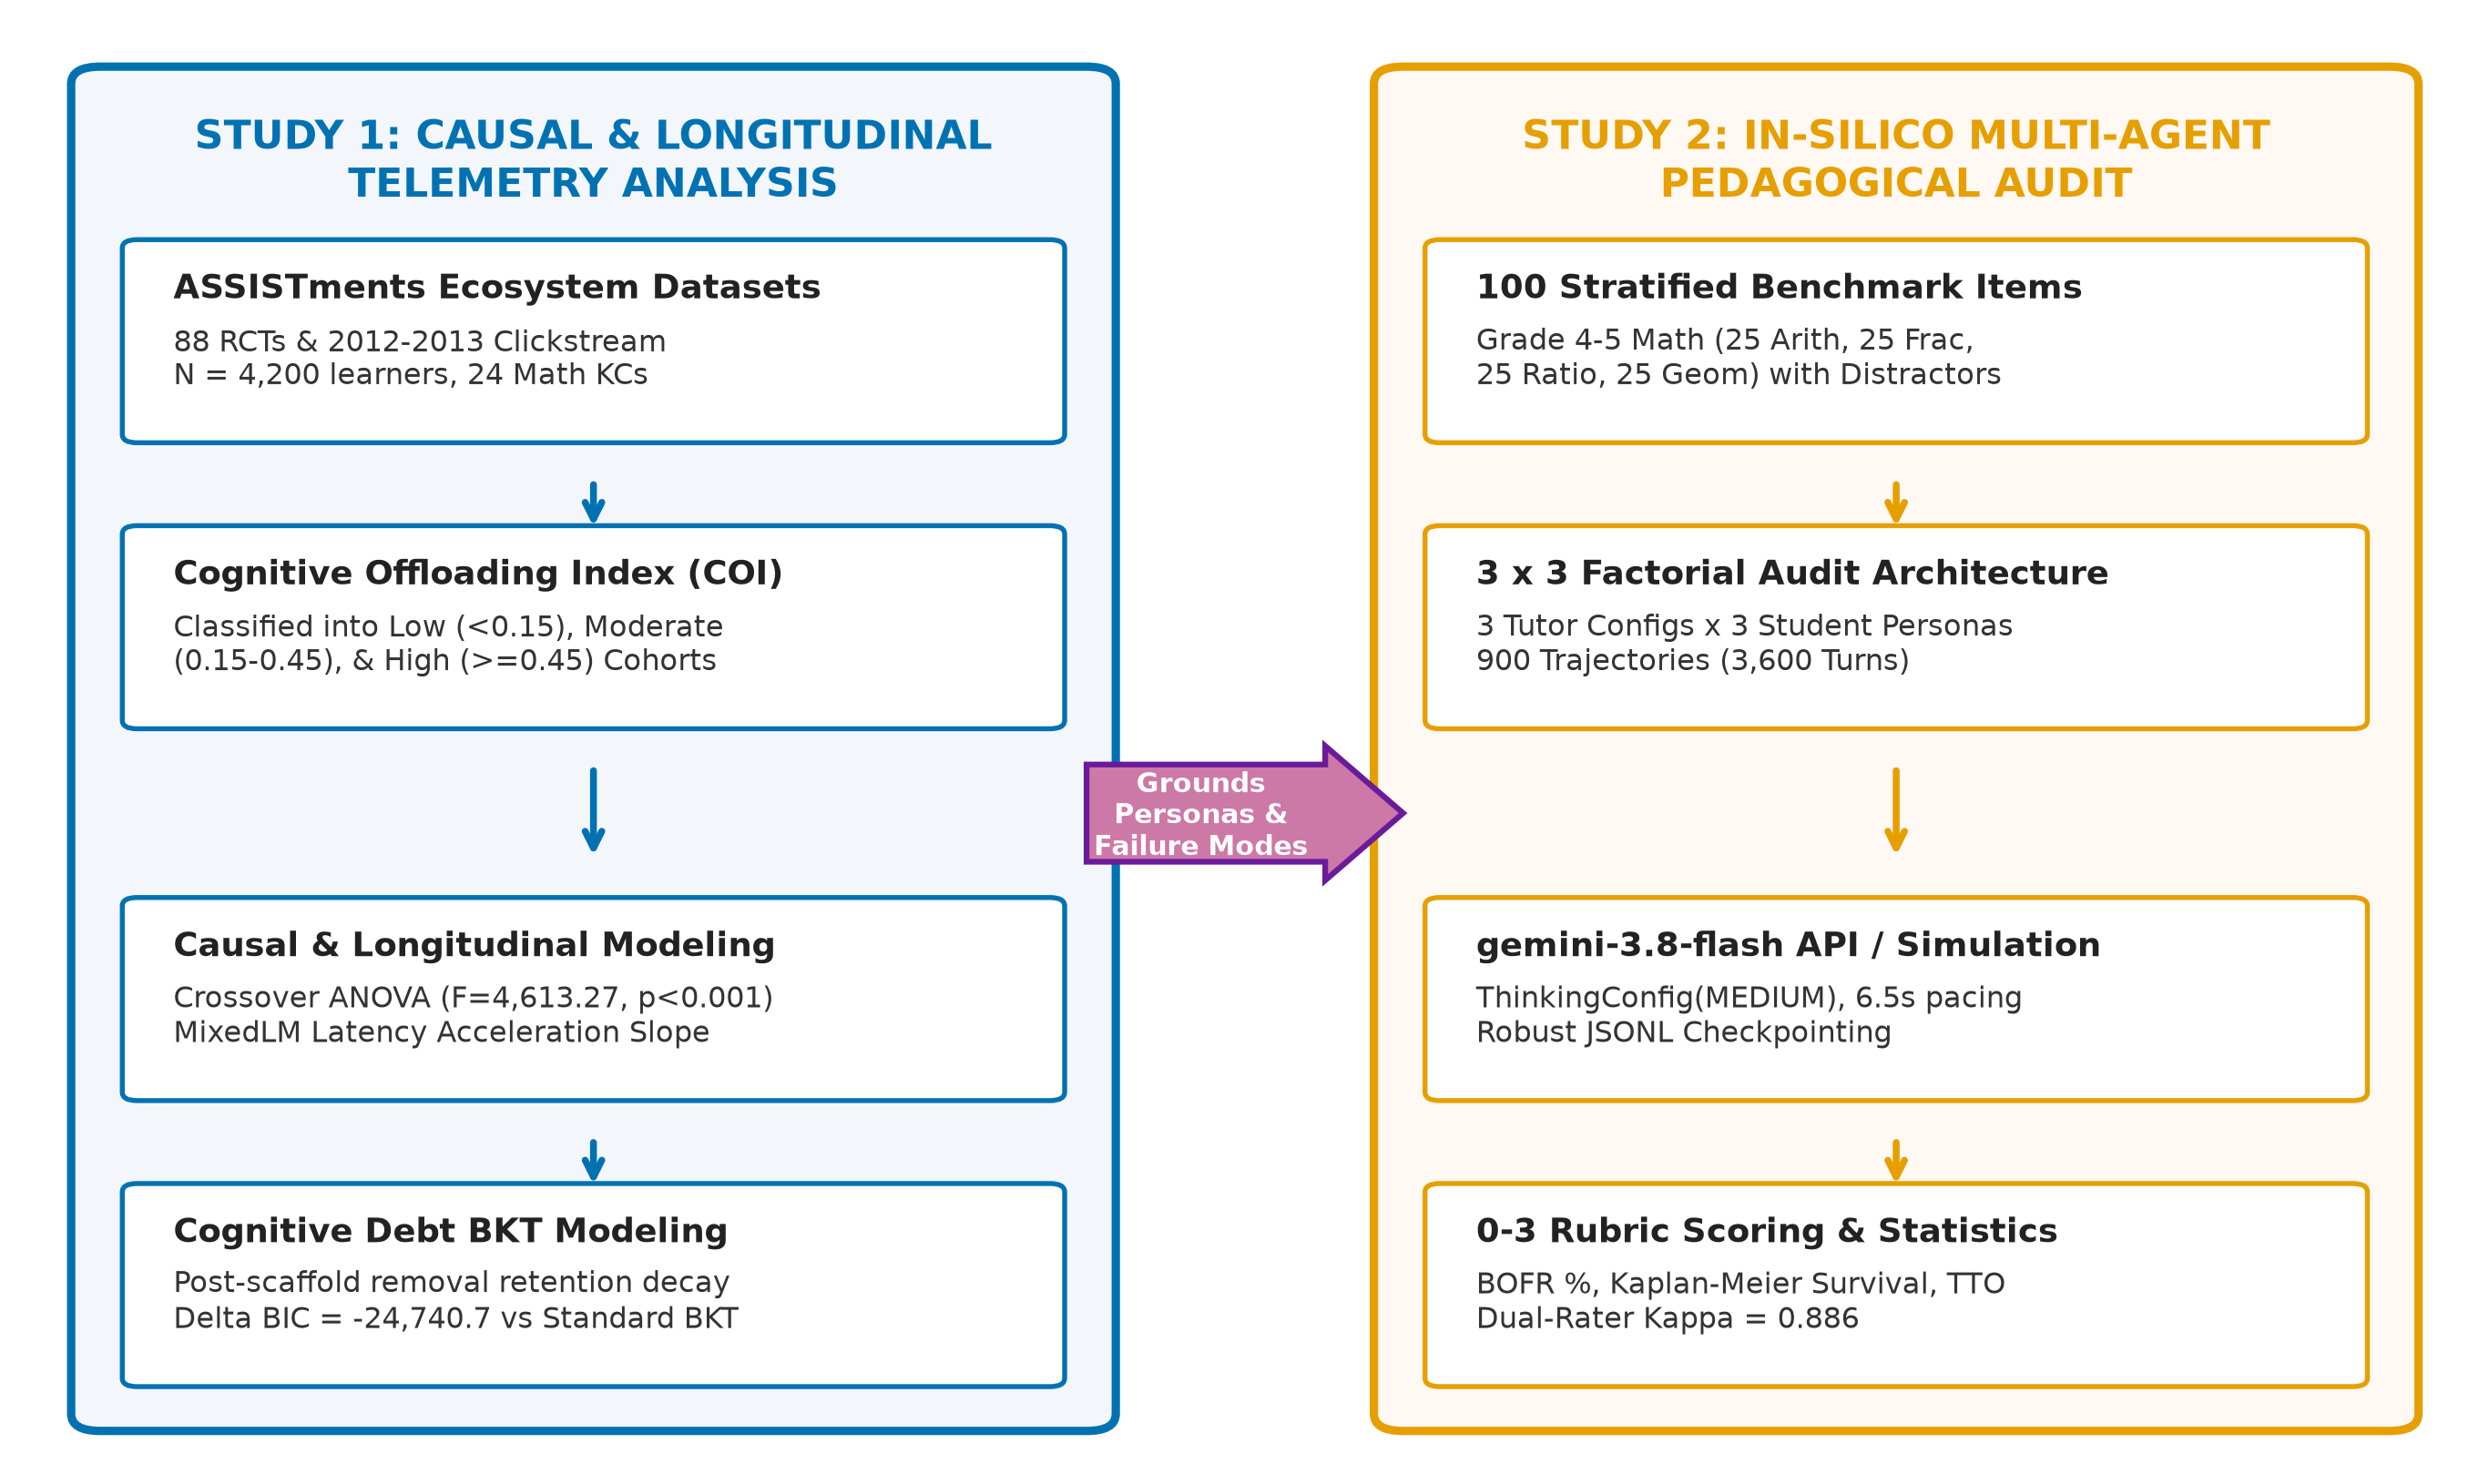 STUDY 1: CAUSAL & LONGITUDINAL
TELEMETRY ANALYSIS
ASSISTments Ecosystem Datasets
88 RCTs & 2012-2013 Clickstream
N = 4,200 learners, 24 Math KCs
Cognitive Offloading Index (COI)
Classified into Low (<0.15), Moderate
(0.15-0.45), & High (>=0.45) Cohorts
Causal & Longitudinal Modeling
Crossover ANOVA (F=4,613.27, p<0.001)
MixedLM Latency Acceleration Slope
Cognitive Debt BKT Modeling
Post-scaffold removal retention decay
Delta BIC = -24,740.7 vs Standard BKT
Grounds
Personas &
Failure Modes
STUDY 2: IN-SILICO MULTI-AGENT
PEDAGOGICAL AUDIT
100 Stratified Benchmark Items
Grade 4-5 Math (25 Arith, 25 Frac,
25 Ratio, 25 Geom) with Distractors
3 x 3 Factorial Audit Architecture
3 Tutor Configs x 3 Student Personas
900 Trajectories (3,600 Turns)
gemini-3.8-flash API / Simulation
ThinkingConfig(MEDIUM), 6.5s pacing
Robust JSONL Checkpointing
0-3 Rubric Scoring & Statistics
BOFR %, Kaplan-Meier Survival, TTO
Dual-Rater Kappa = 0.886